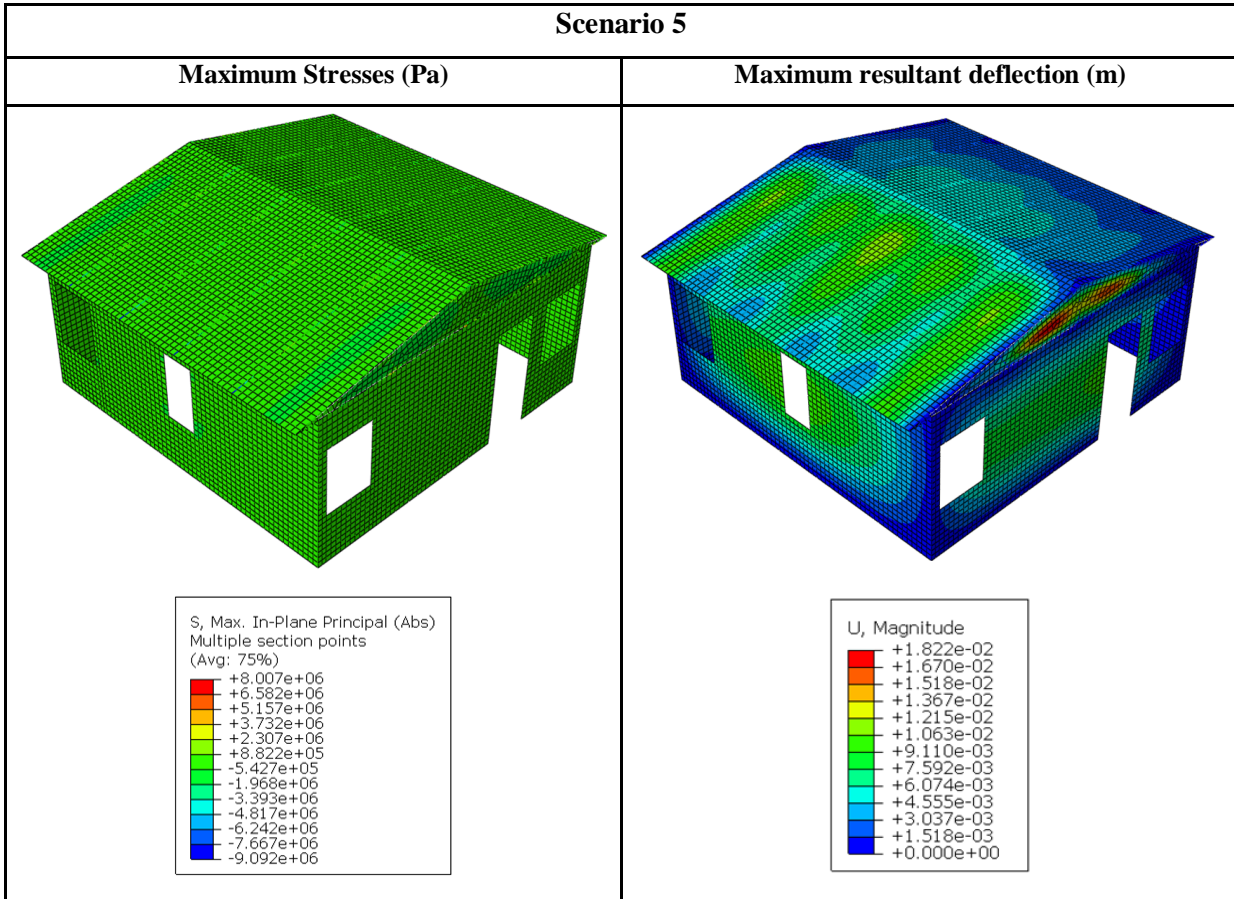 Scenario 5
Maximum Stresses (Pa)
Maximum resultant deflection (m)
S, Max. In-Plane Principal (Abs)
Multiple section points
(Avg: 75%)
+8.007e+06
+6.582e+06
+5.157e+06
+3.732e+06
+2.307e+06
+8.822e+05
-5.427e+05
-1.968e+06
-3.393e+06
-4.817e+06
-6.242e+06
-7.667e+06
-9.092e+06
U, Magnitude
+1.822e-02
+1.670e-02
+1.518e-02
+1.367e-02
+1.215e-02
+1.063e-02
+9.110e-03
+7.592e-03
+6.074e-03
+4.555e-03
+3.037e-03
+1.518e-03
+0.000e+00